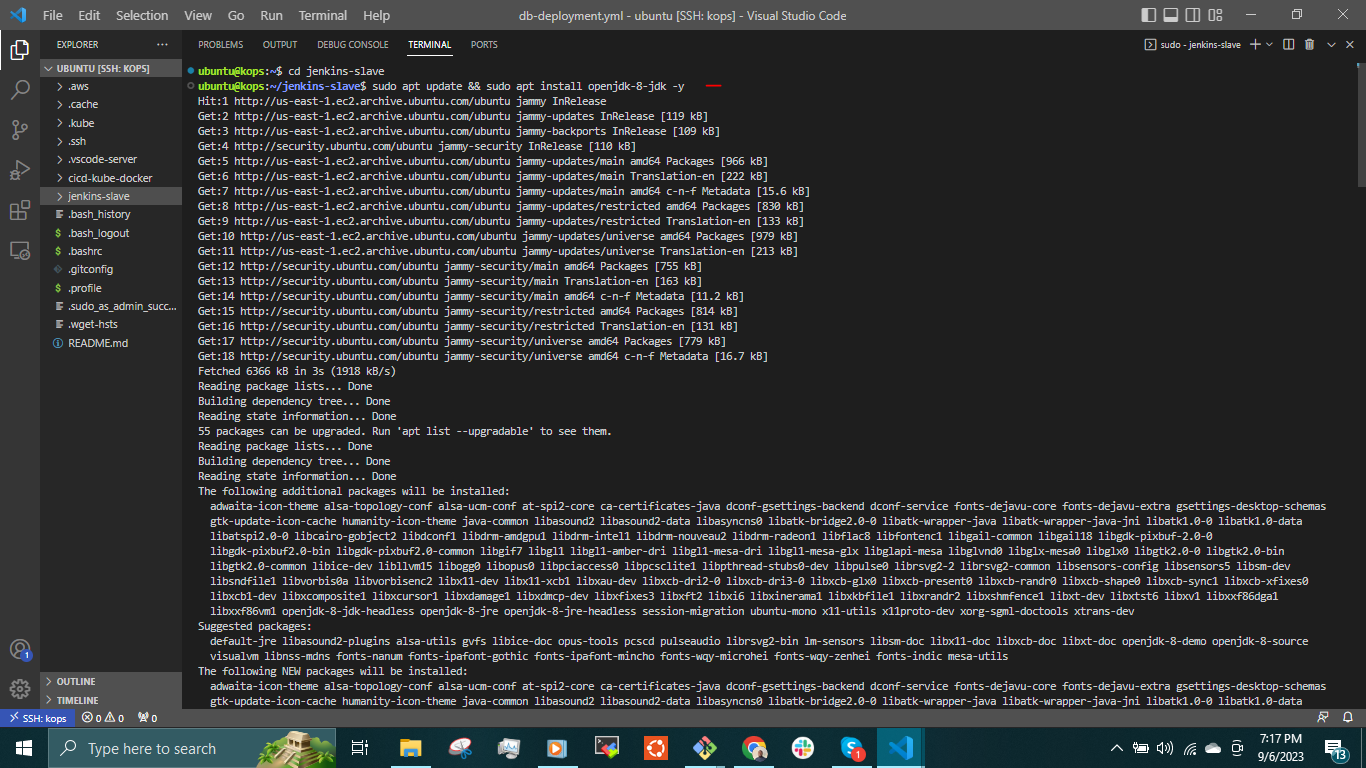 File Edit Selection View Go Run Terminal Help
db-deployment.yml - ubuntu [SSH: kops] - Visual Studio Code
EXPLORER
UBUNTU [SSH: KOPS]
.aws
.cache
.kube
.ssh
.vscode-server
cicd-kube-docker
jenkins-slave
.bash_history
.bash_logout
.bashrc
.gitconfig
.profile
.sudo_as_admin_succ...
.wget-hsts
README.md
OUTLINE
TIMELINE
PROBLEMS OUTPUT DEBUG CONSOLE TERMINAL PORTS
sudo - jenkins-slave
ubuntu@kops:~$ cd jenkins-slave
ubuntu@kops:~/jenkins-slave$ sudo apt update && sudo apt install openjdk-8-jdk -y
Hit:1 http://us-east-1.ec2.archive.ubuntu.com/ubuntu jammy InRelease
Get:2 http://us-east-1.ec2.archive.ubuntu.com/ubuntu jammy-updates InRelease [119 kB]
Get:3 http://us-east-1.ec2.archive.ubuntu.com/ubuntu jammy-backports InRelease [109 kB]
Get:4 http://security.ubuntu.com/ubuntu jammy-security InRelease [110 kB]
Get:5 http://us-east-1.ec2.archive.ubuntu.com/ubuntu jammy-updates/main amd64 Packages [966 kB]
Get:6 http://us-east-1.ec2.archive.ubuntu.com/ubuntu jammy-updates/main Translation-en [222 kB]
Get:7 http://us-east-1.ec2.archive.ubuntu.com/ubuntu jammy-updates/main amd64 c-n-f Metadata [15.6 kB]
Get:8 http://us-east-1.ec2.archive.ubuntu.com/ubuntu jammy-updates/restricted amd64 Packages [830 kB]
Get:9 http://us-east-1.ec2.archive.ubuntu.com/ubuntu jammy-updates/restricted Translation-en [133 kB]
Get:10 http://us-east-1.ec2.archive.ubuntu.com/ubuntu jammy-updates/universe amd64 Packages [979 kB]
Get:11 http://us-east-1.ec2.archive.ubuntu.com/ubuntu jammy-updates/universe Translation-en [213 kB]
Get:12 http://security.ubuntu.com/ubuntu jammy-security/main amd64 Packages [755 kB]
Get:13 http://security.ubuntu.com/ubuntu jammy-security/main Translation-en [163 kB]
Get:14 http://security.ubuntu.com/ubuntu jammy-security/main amd64 c-n-f Metadata [11.2 kB]
Get:15 http://security.ubuntu.com/ubuntu jammy-security/restricted amd64 Packages [814 kB]
Get:16 http://security.ubuntu.com/ubuntu jammy-security/restricted Translation-en [131 kB]
Get:17 http://security.ubuntu.com/ubuntu jammy-security/universe amd64 Packages [779 kB]
Get:18 http://security.ubuntu.com/ubuntu jammy-security/universe amd64 c-n-f Metadata [16.7 kB]
Fetched 6366 kB in 3s (1918 kB/s)
Reading package lists... Done
Building dependency tree... Done
Reading state information... Done
55 packages can be upgraded. Run 'apt list --upgradable' to see them.
Reading package lists... Done
Building dependency tree... Done
Reading state information... Done
The following additional packages will be installed:
adwaita-icon-theme alsa-topology-conf alsa-ucm-conf at-spi2-core ca-certificates-java dconf-gsettings-backend dconf-service fonts-dejavu-core fonts-dejavu-extra gsettings-desktop-schemas
gtk-update-icon-cache humanity-icon-theme java-common libasound2 libasound2-data libasyncns0 libatk-bridge2.0-0 libatk-wrapper-java libatk-wrapper-java-jni libatk1.0-0 libatk1.0-data
libatspi2.0-0 libcairo-gobject2 libdconf1 libdrm-amdgpu1 libdrm-intel1 libdrm-nouveau2 libdrm-radeon1 libflac8 libfontenc1 libgail-common libgail18 libgdk-pixbuf-2.0-0
libgdk-pixbuf2.0-bin libgdk-pixbuf2.0-common libgif7 libgl1 libgl1-amber-dri libgl1-mesa-dri libgl1-mesa-glx libglapi-mesa libglvnd0 libglx-mesa0 libglx0 libgtk2.0-0 libgtk2.0-bin
libgtk2.0-common libice-dev libllvm15 libogg0 libopus0 libpciaccess0 libpcsclite1 libpthread-stubs0-dev libpulse0 librsvg2-2 librsvg2-common libsensors-config libsensors5 libsm-dev
libsndfile1 libvorbis0a libvorbisenc2 libx11-dev libx11-xcb1 libxau-dev libxcb-dri2-0 libxcb-dri3-0 libxcb-glx0 libxcb-present0 libxcb-randr0 libxcb-shape0 libxcb-sync1 libxcb-xfixes0
libxcb1-dev libxcomposite1 libxcursor1 libxdamage1 libxdmcp-dev libxfixes3 libxft2 libxi6 libxinerama1 libxkbfile1 libxrandr2 libxshmfence1 libxt-dev libxtst6 libxv1 libxxf86dga1
libxxf86vm1 openjdk-8-jdk-headless openjdk-8-jre openjdk-8-jre-headless session-migration ubuntu-mono x11-utils x11proto-dev xorg-sgml-doctools xtrans-dev
Suggested packages:
default-jre libasound2-plugins alsa-utils gvfs libice-doc opus-tools pcscd pulseaudio librsvg2-bin lm-sensors libsm-doc libx11-doc libxcb-doc libxt-doc openjdk-8-demo openjdk-8-source
visualvm libnss-mdns fonts-nanum fonts-ipafont-gothic fonts-ipafont-mincho fonts-wqy-microhei fonts-wqy-zenhei fonts-indic mesa-utils
The following NEW packages will be installed:
adwaita-icon-theme alsa-topology-conf alsa-ucm-conf at-spi2-core ca-certificates-java dconf-gsettings-backend dconf-service fonts-dejavu-core fonts-dejavu-extra gsettings-desktop-schemas
gtk-update-icon-cache humanity-icon-theme java-common libasound2 libasound2-data libasyncns0 libatk-bridge2.0-0 libatk-wrapper-java libatk-wrapper-java-jni libatk1.0-0 libatk1.0-data
1
SSH: kops 0 0 0
Type here to search
1
7:17 PM
9/6/2023
13